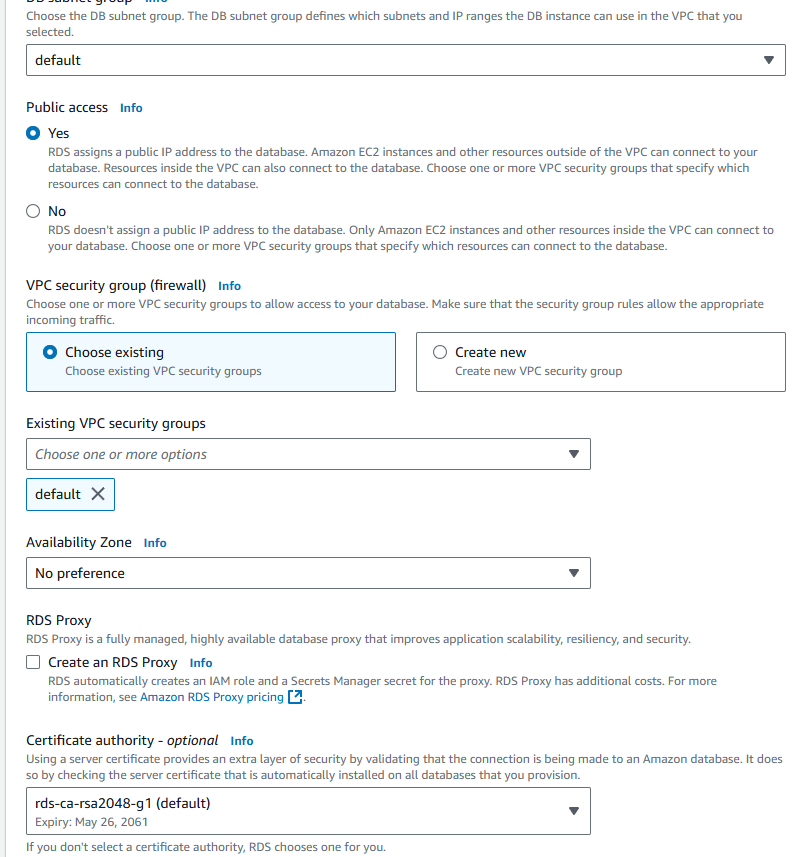 DB subnet group Info
Choose the DB subnet group. The DB subnet group defines which subnets and IP ranges the DB instance can use in the VPC that you
selected.
default
Public access Info
Yes
RDS assigns a public IP address to the database. Amazon EC2 instances and other resources outside of the VPC can connect to your
database. Resources inside the VPC can also connect to the database. Choose one or more VPC security groups that specify which
resources can connect to the database.
No
RDS doesn't assign a public IP address to the database. Only Amazon EC2 instances and other resources inside the VPC can connect to
your database. Choose one or more VPC security groups that specify which resources can connect to the database.
VPC security group (firewall) Info
Choose one or more VPC security groups to allow access to your database. Make sure that the security group rules allow the appropriate
incoming traffic.
Choose existing
Choose existing VPC security groups
Create new
Create new VPC security group
Existing VPC security groups
Choose one or more options
default
Availability Zone Info
No preference
RDS Proxy
RDS Proxy is a fully managed, highly available database proxy that improves application scalability, resiliency, and security.
Create an RDS Proxy Info
RDS automatically creates an IAM role and a Secrets Manager secret for the proxy. RDS Proxy has additional costs. For more
information, see Amazon RDS Proxy pricing.
Certificate authority - optional Info
Using a server certificate provides an extra layer of security by validating that the connection is being made to an Amazon database. It does
so by checking the server certificate that is automatically installed on all databases that you provision.
rds-ca-rsa2048-g1 (default)
Expiry: May 26, 2061
If you don't select a certificate authority, RDS chooses one for you.